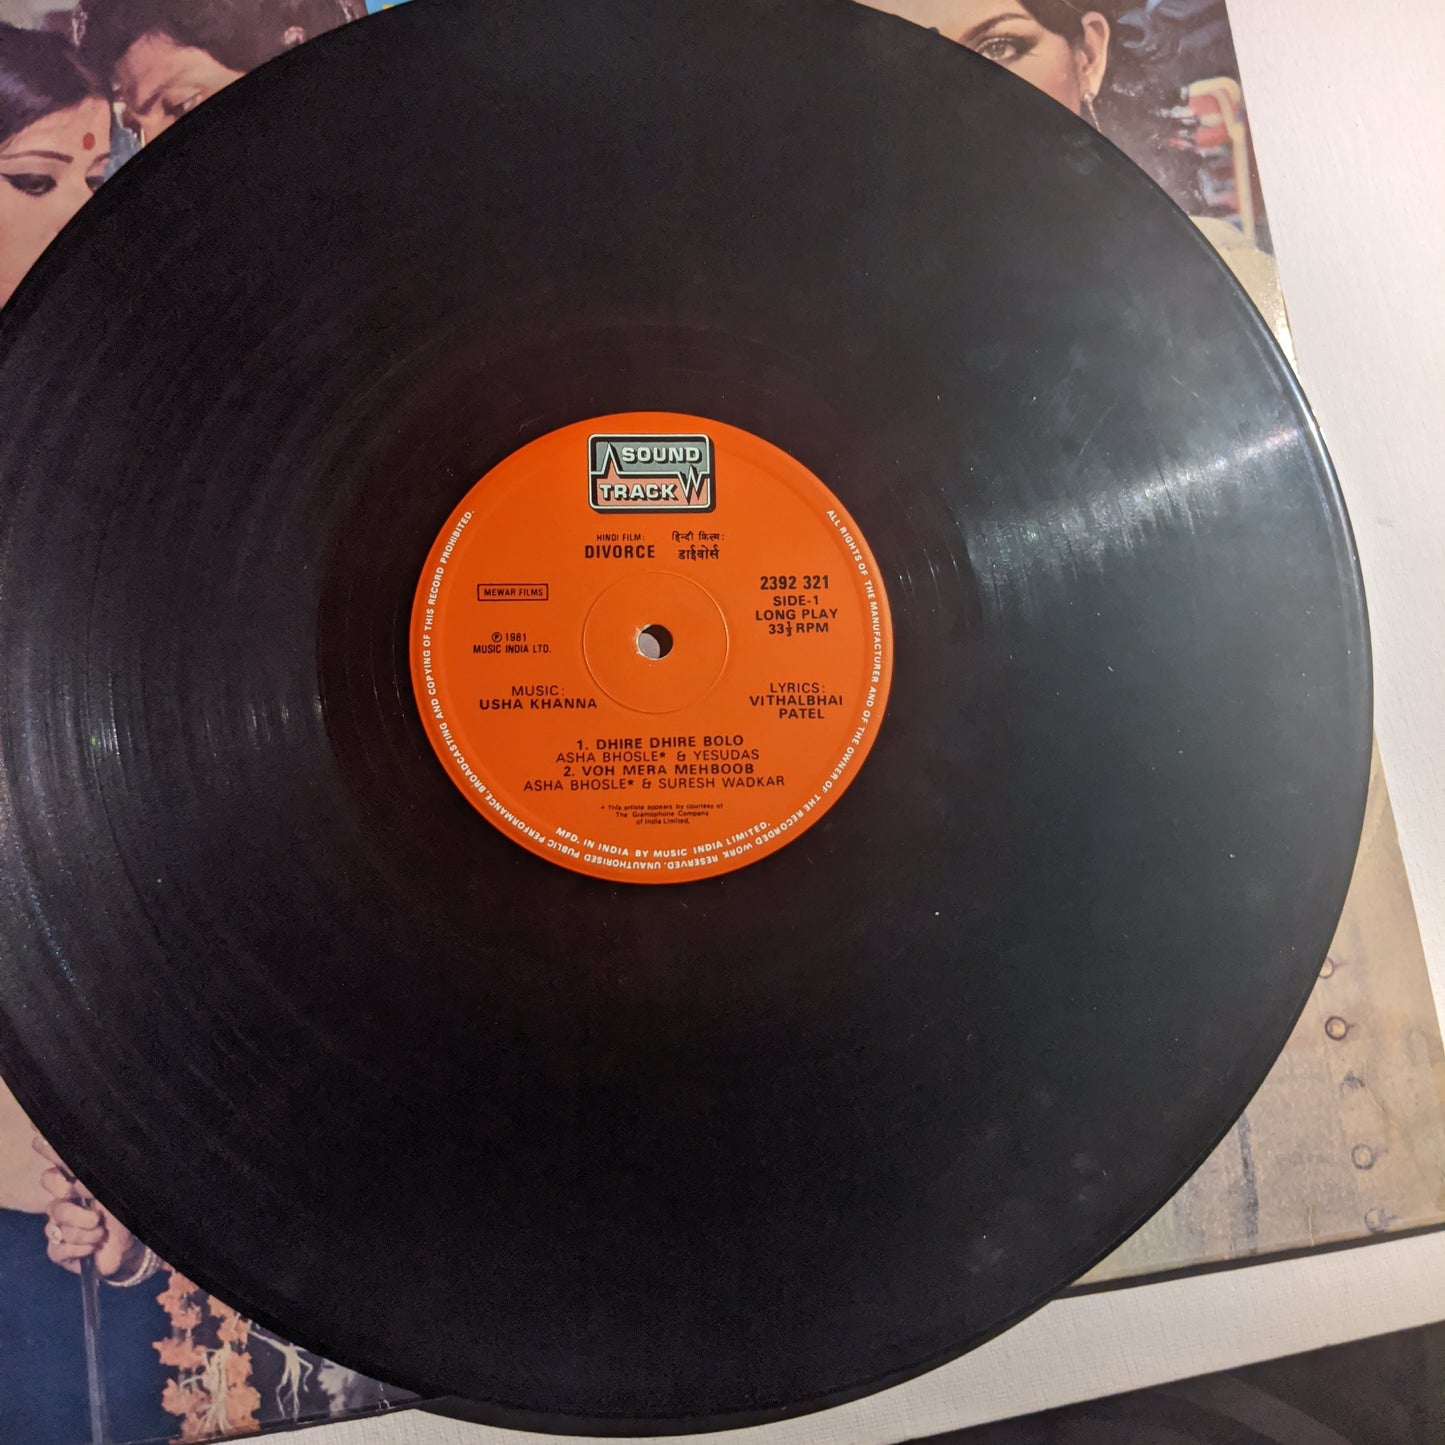 SOUND
TRACK
HINDI FILM:
DIVORCE
हिन्दी फ़िल्म:
डाईवोर्स
MEWAR FILMS
2392 321
SIDE-1
LONG PLAY
33⅓ RPM
Ⓟ 1981
MUSIC INDIA LTD.
MUSIC:
USHA KHANNA
LYRICS:
VITHALBHAI
PATEL
1. DHIRE DHIRE BOLO
ASHA BHOSLE* & YESUDAS
2. VOH MERA MEHBOOB
ASHA BHOSLE* & SURESH WADKAR
* This artiste appears by courtesy of
The Gramophone Company
of India Limited.
MFD. IN INDIA BY MUSIC INDIA LIMITED.
ALL RIGHTS OF THE MANUFACTURER AND OF THE OWNER OF THE RECORDED WORK RESERVED. UNAUTHORISED PUBLIC PERFORMANCE, BROADCASTING AND COPYING OF THIS RECORD PROHIBITED.